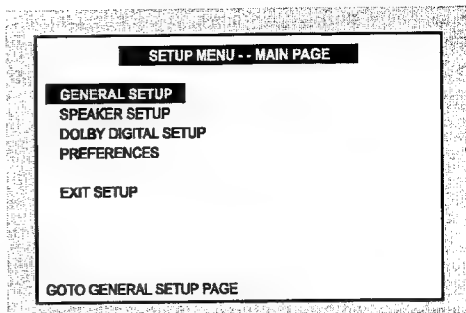 SETUP MENU - - MAIN PAGE
GENERAL SETUP
SPEAKER SETUP
DOLBY DIGITAL SETUP
PREFERENCES
EXIT SETUP
GOTO GENERAL SETUP PAGE